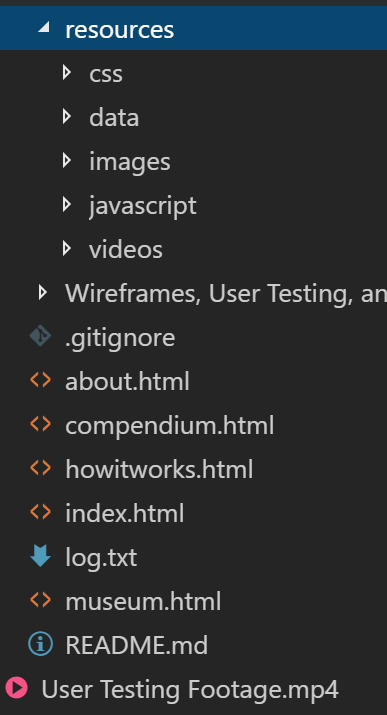 resources
css
data
images
javascript
videos
Wireframes, User Testing, an
.gitignore
about.html
compendium.html
howitworks.html
index.html
log.txt
museum.html
README.md
User Testing Footage.mp4